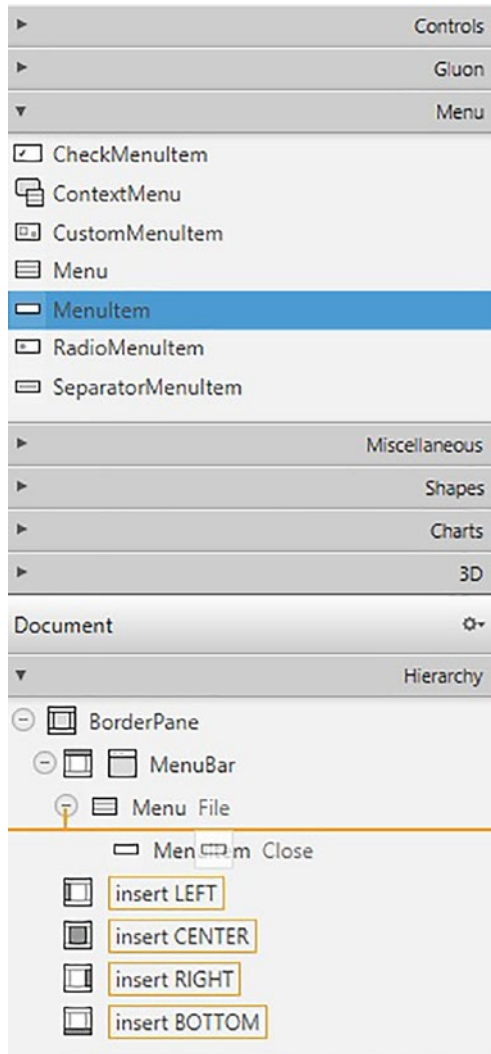 Controls
Gluon
Menu
CheckMenuItem
ContextMenu
CustomMenuItem
Menu
MenuItem
RadioMenuItem
SeparatorMenuItem
Miscellaneous
Shapes
Charts
3D
Document
Hierarchy
BorderPane
MenuBar
Menu File
MenuItem Close
insert LEFT
insert CENTER
insert RIGHT
insert BOTTOM